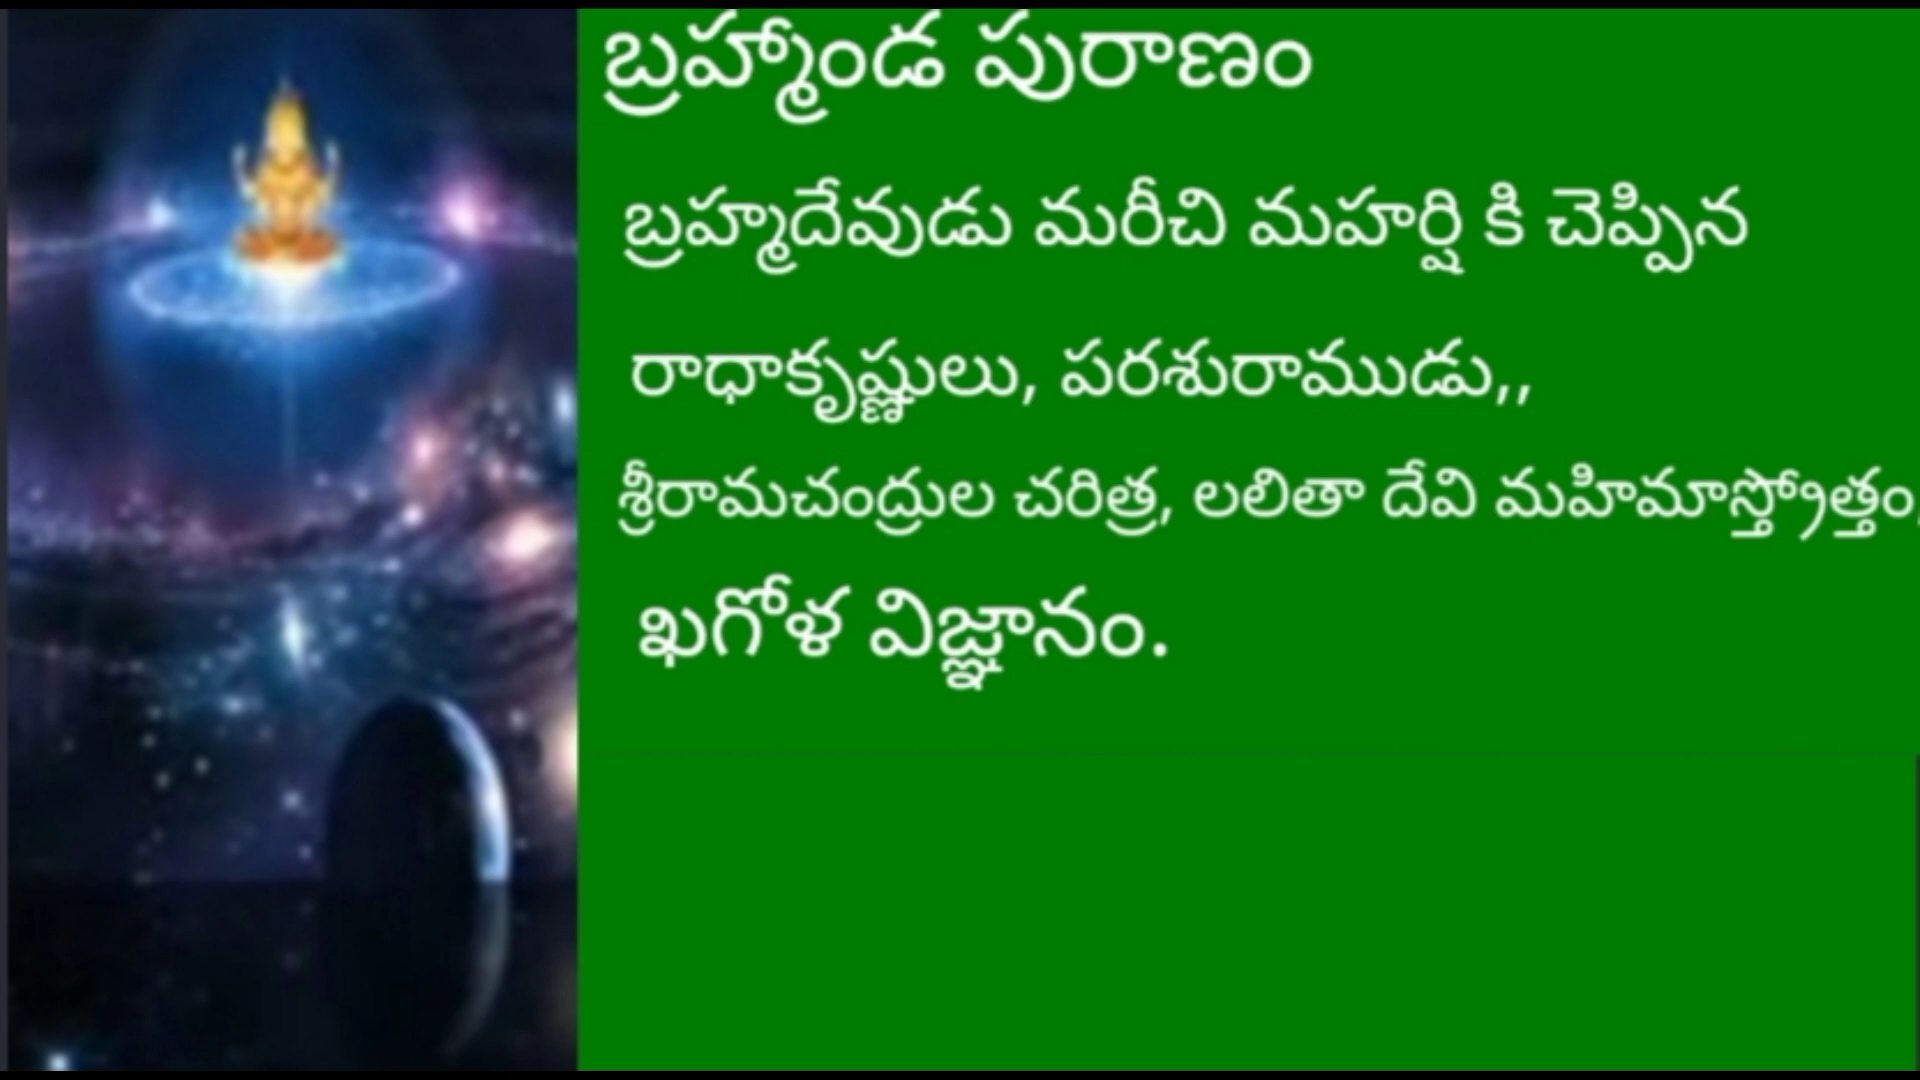 బ్రహ్మాండ పురాణం
బ్రహ్మదేవుడు మరీచి మహర్షి కి చెప్పిన
రాధాకృష్ణులు, పరశురాముడు,,
శ్రీరామచంద్రుల చరిత్ర, లలితా దేవి మహిమాస్త్రోత్తం,
ఖగోళ విజ్ఞానం.